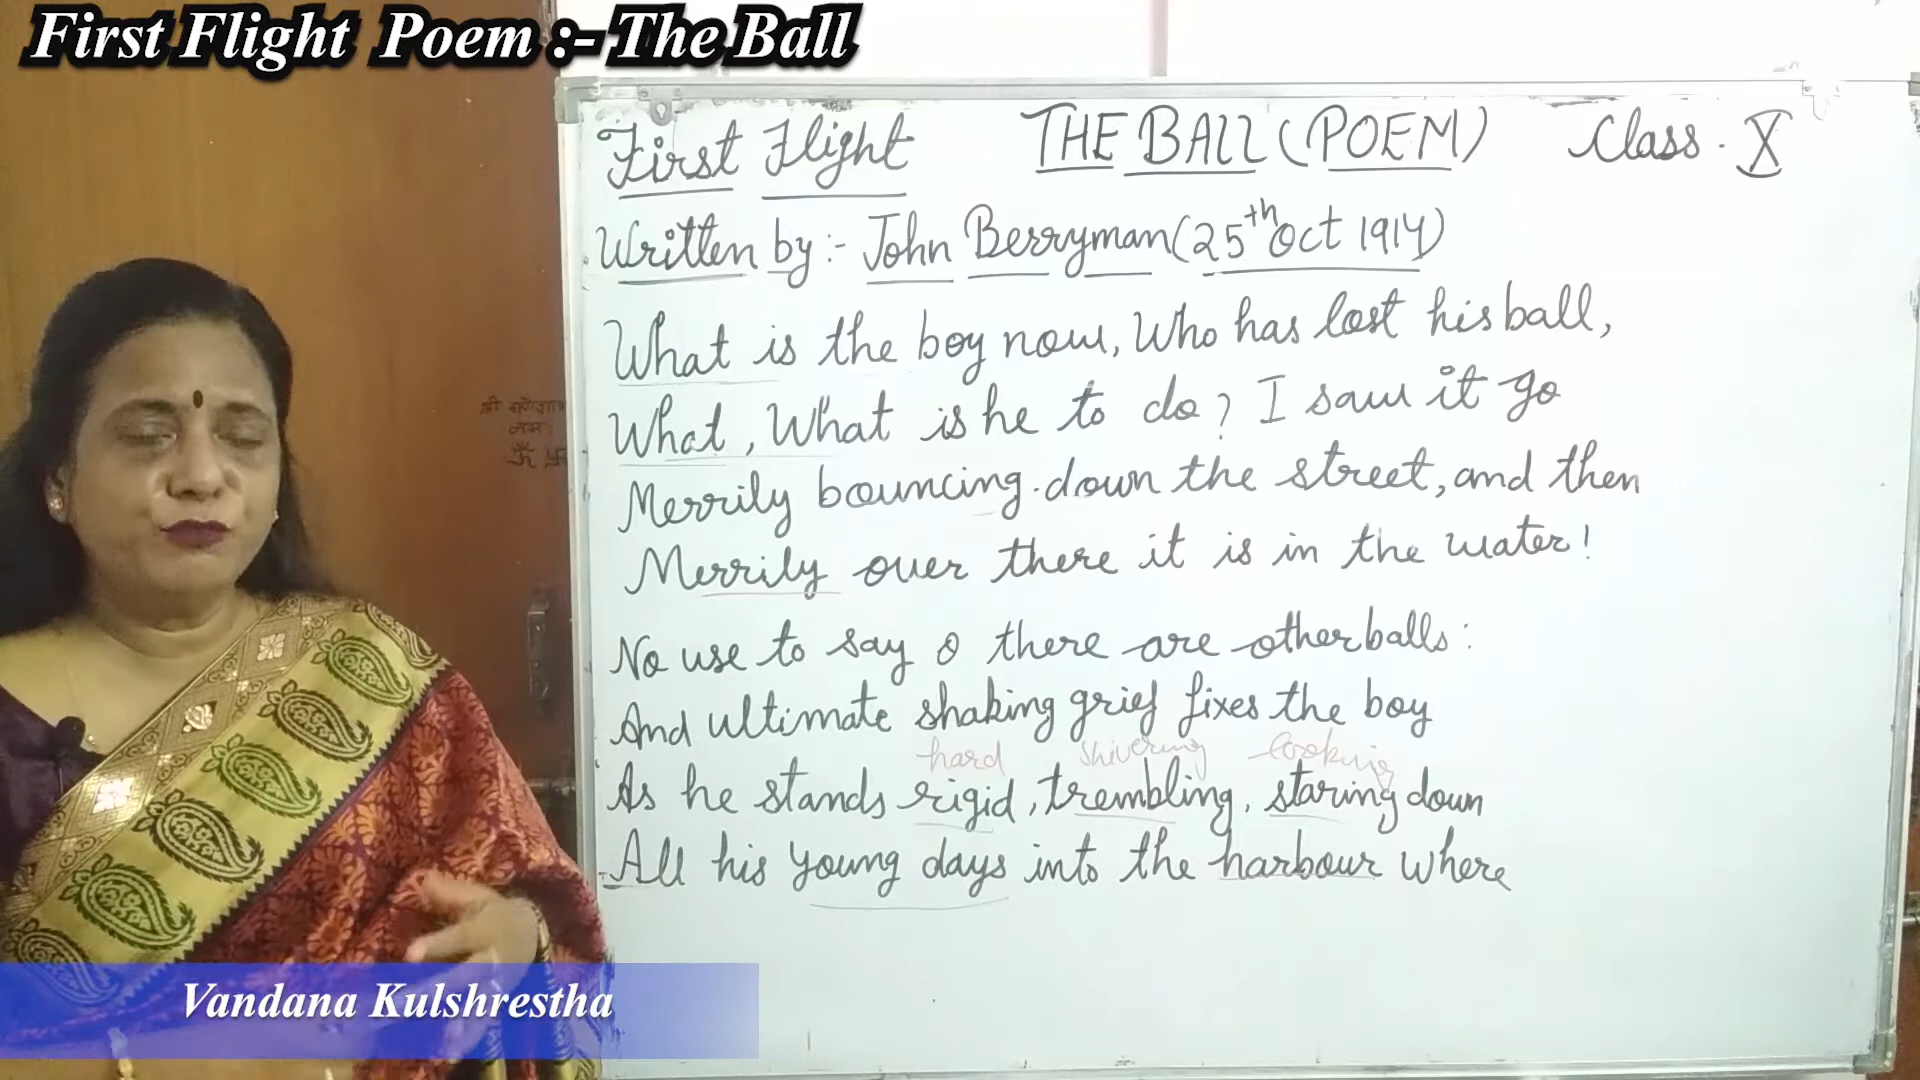 First Flight Poem :- The Ball
First Flight THE BALL (POEM) Class . X
Written by :- John Berryman (25th Oct 1914)
What is the boy now, Who has lost his ball,
What, What is he to do? I saw it go
Merrily bouncing down the street, and then
Merrily over there it is in the water!
No use to say O there are other balls:
And ultimate shaking grief fixes the boy
hard shivering looking
As he stands rigid, trembling, staring down
All his young days into the harbour where
श्री
Vandana Kulshrestha